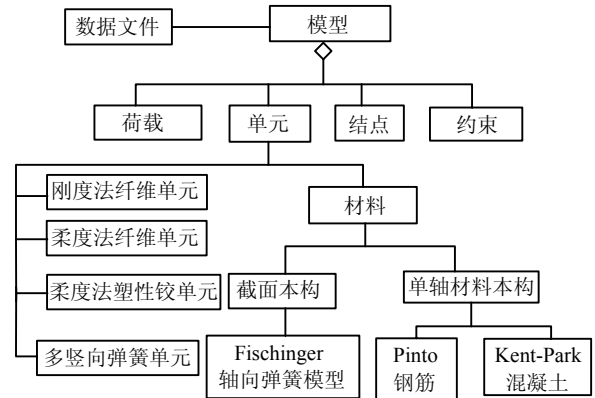 数据文件
模型
荷载
单元
结点
约束
刚度法纤维单元
柔度法纤维单元
柔度法塑性铰单元
多竖向弹簧单元
材料
截面本构
单轴材料本构
Fischinger
轴向弹簧模型
Pinto
钢筋
Kent-Park
混凝土